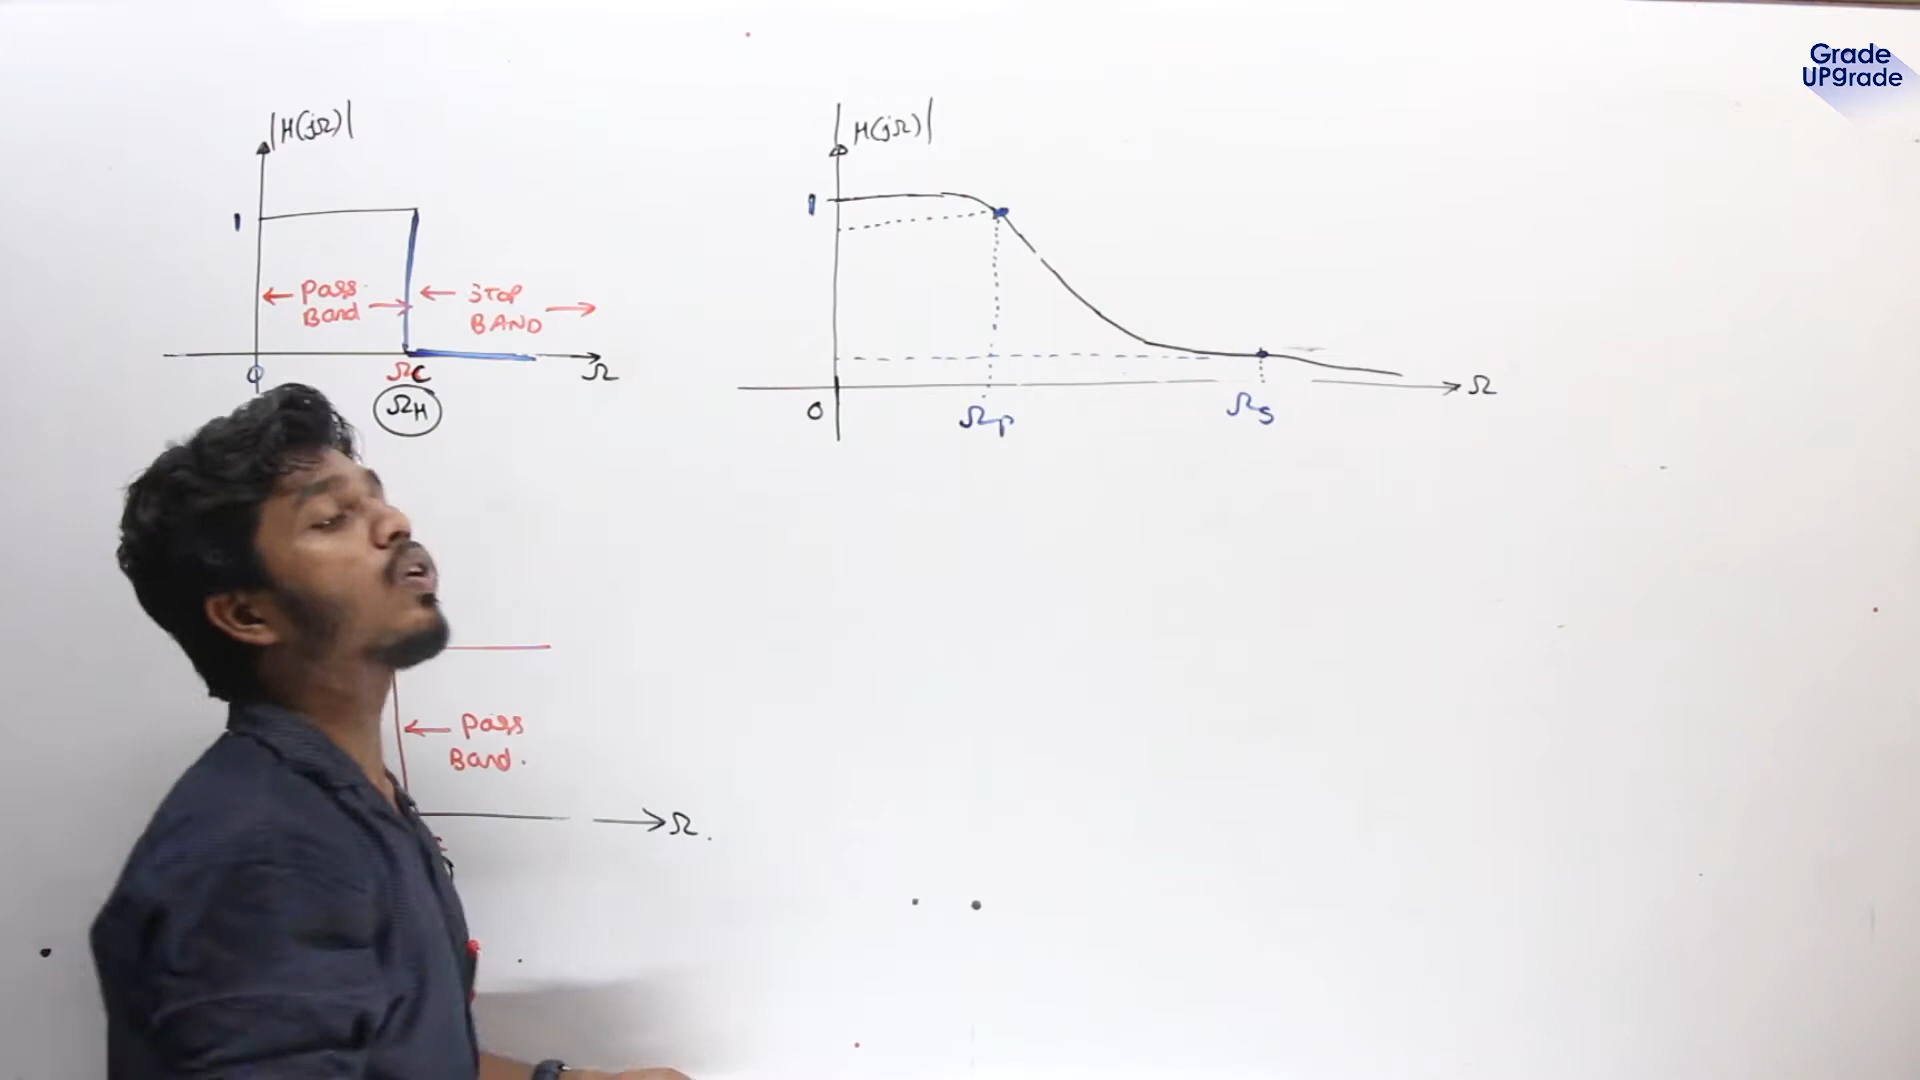 Grade
UPgrade
|H(jΩ)|
1
← Pass Band →
← STOP BAND →
0
Ωc
Ω
ΩH
|H(jΩ)|
1
0
Ωp
Ωs
Ω
← Pass
Band.
Ω.